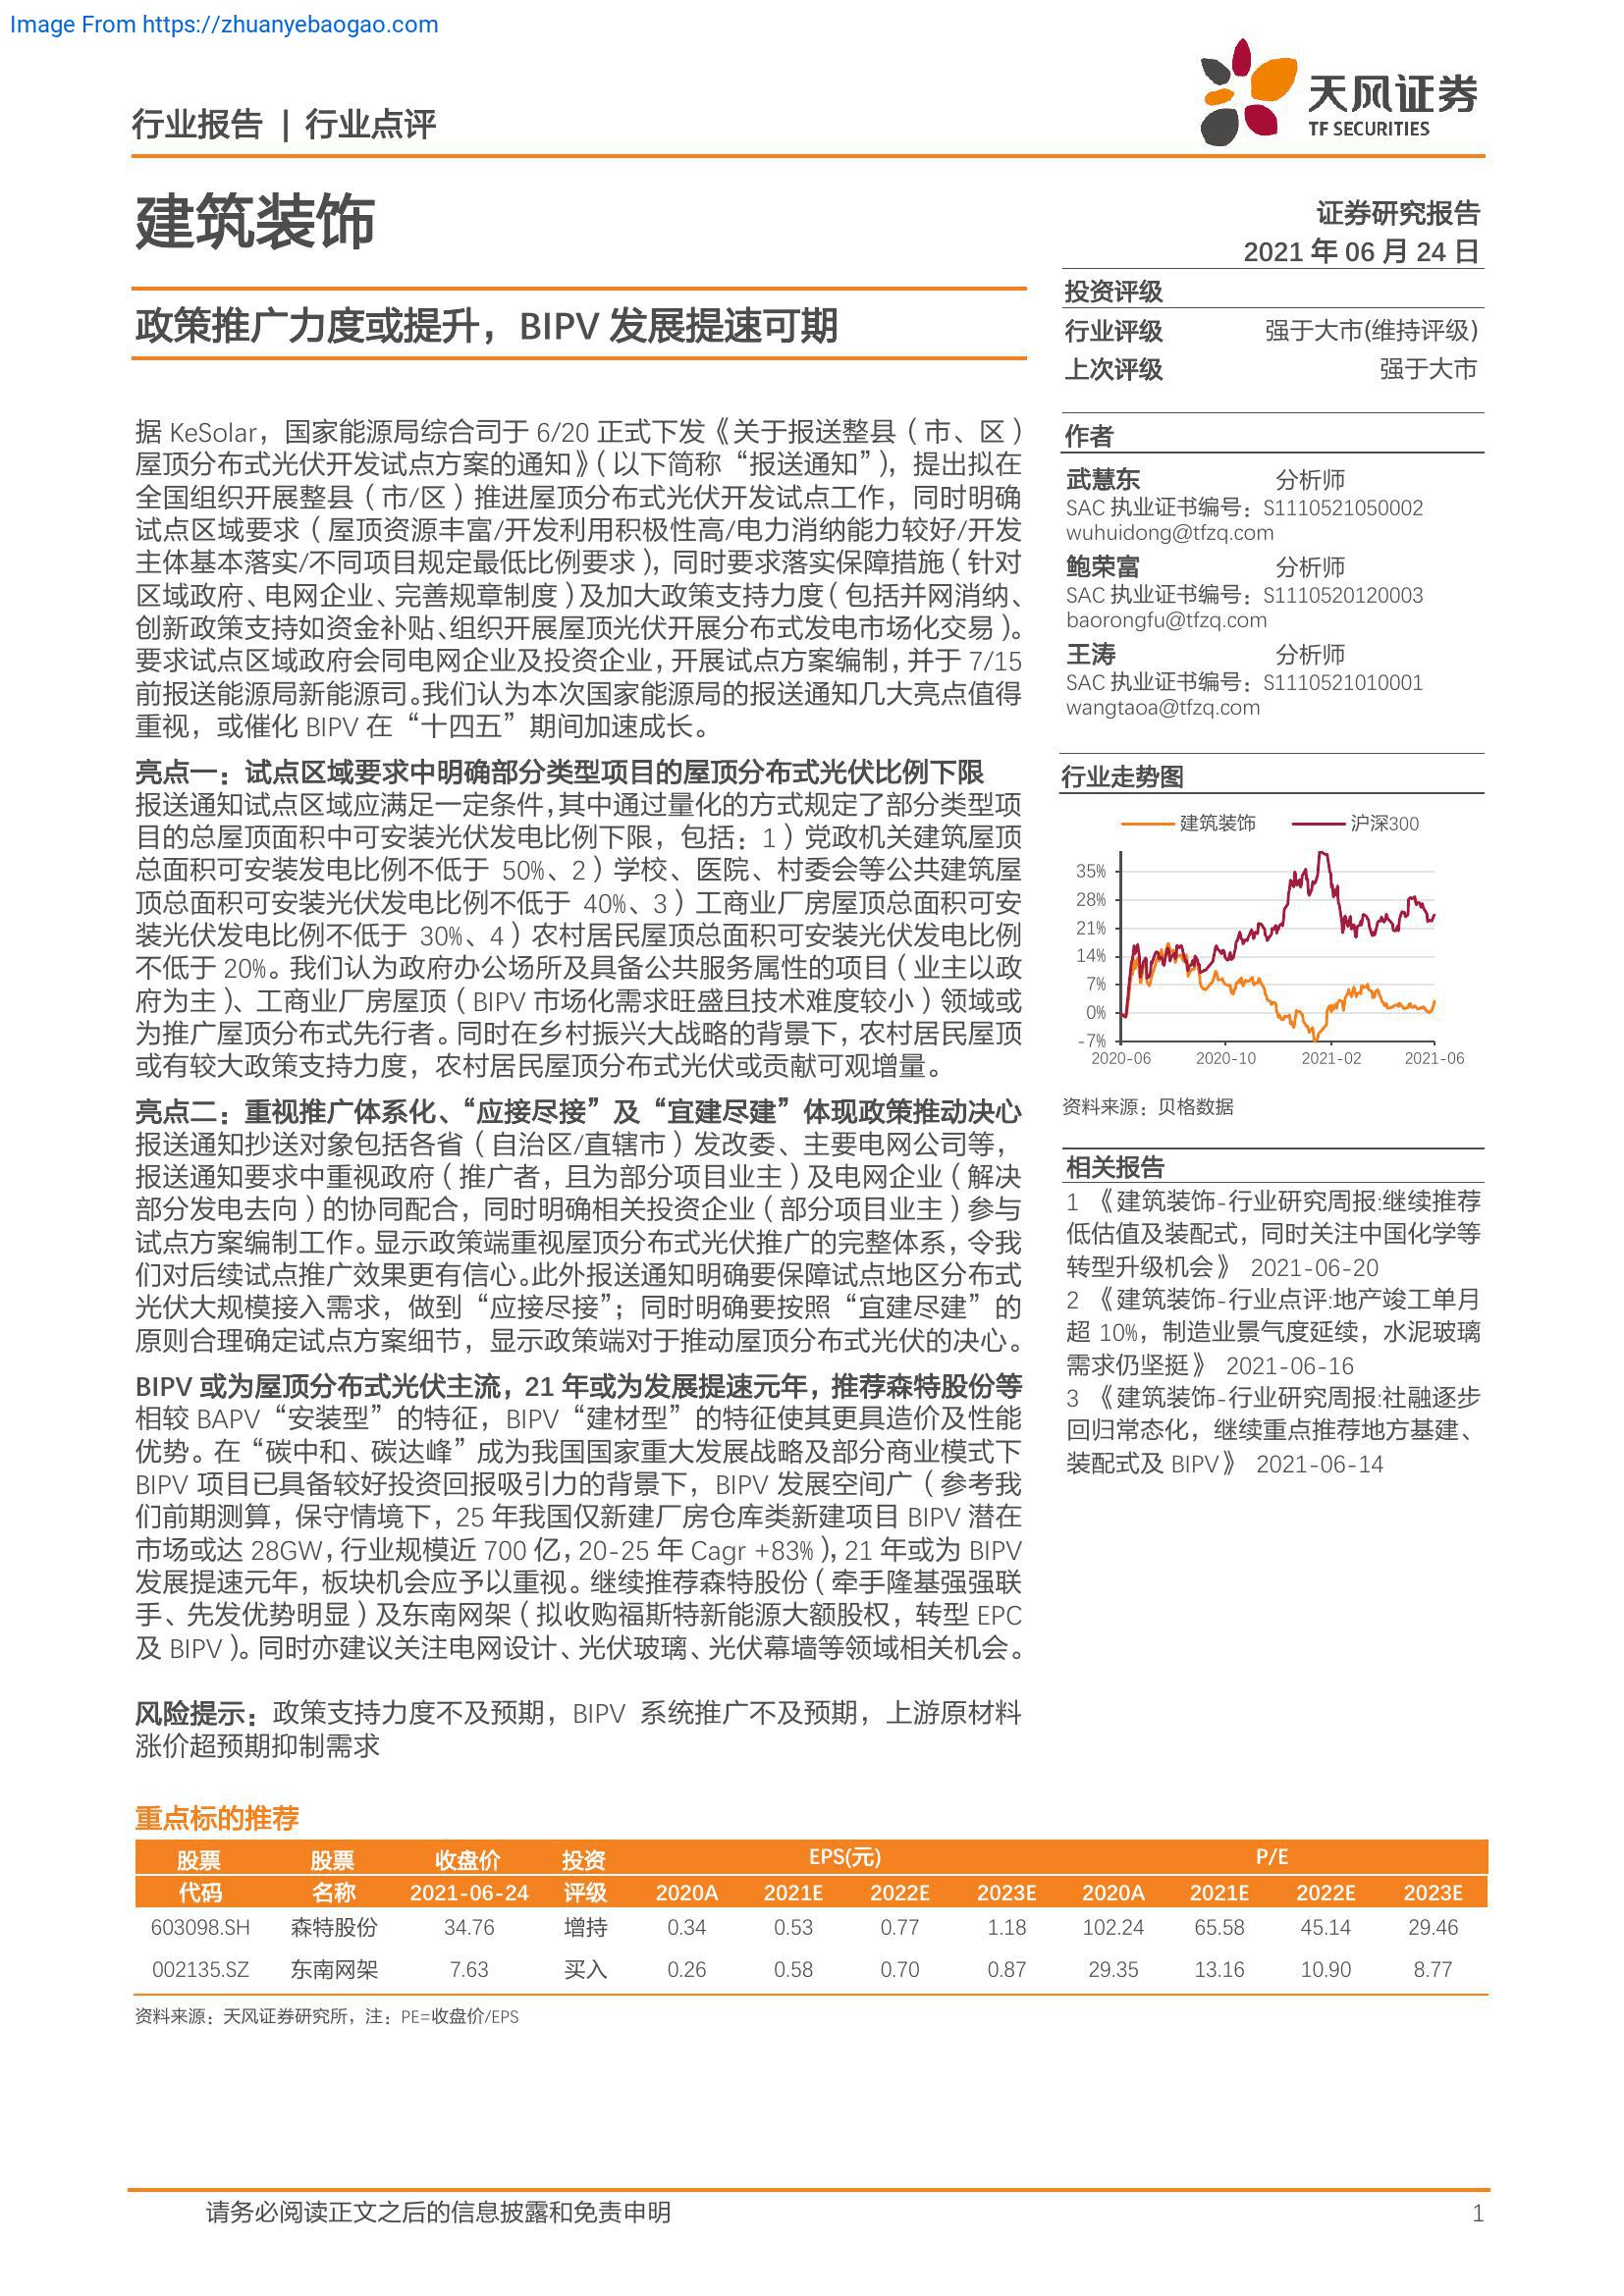 Image From https://zhuanyebaogao.com
天风证券
TF SECURITIES
行业报告 | 行业点评
建筑装饰
证券研究报告
2021 年 06 月 24 日
政策推广力度或提升，BIPV 发展提速可期
投资评级
行业评级 强于大市(维持评级)
上次评级 强于大市
据 KeSolar，国家能源局综合司于 6/20 正式下发《关于报送整县（市、区）
屋顶分布式光伏开发试点方案的通知》（以下简称“报送通知”），提出拟在
全国组织开展整县（市/区）推进屋顶分布式光伏开发试点工作，同时明确
试点区域要求（屋顶资源丰富/开发利用积极性高/电力消纳能力较好/开发
主体基本落实/不同项目规定最低比例要求），同时要求落实保障措施（针对
区域政府、电网企业、完善规章制度）及加大政策支持力度（包括并网消纳、
创新政策支持如资金补贴、组织开展屋顶光伏开展分布式发电市场化交易）。
要求试点区域政府会同电网企业及投资企业，开展试点方案编制，并于 7/15
前报送能源局新能源司。我们认为本次国家能源局的报送通知几大亮点值得
重视，或催化 BIPV 在“十四五”期间加速成长。
亮点一：试点区域要求中明确部分类型项目的屋顶分布式光伏比例下限
报送通知试点区域应满足一定条件，其中通过量化的方式规定了部分类型项
目的总屋顶面积中可安装光伏发电比例下限，包括：1）党政机关建筑屋顶
总面积可安装发电比例不低于 50%、2）学校、医院、村委会等公共建筑屋
顶总面积可安装光伏发电比例不低于 40%、3）工商业厂房屋顶总面积可安
装光伏发电比例不低于 30%、4）农村居民屋顶总面积可安装光伏发电比例
不低于 20%。我们认为政府办公场所及具备公共服务属性的项目（业主以政
府为主）、工商业厂房屋顶（BIPV 市场化需求旺盛且技术难度较小）领域或
为推广屋顶分布式先行者。同时在乡村振兴大战略的背景下，农村居民屋顶
或有较大政策支持力度，农村居民屋顶分布式光伏或贡献可观增量。
亮点二：重视推广体系化、“应接尽接”及“宜建尽建”体现政策推动决心
报送通知抄送对象包括各省（自治区/直辖市）发改委、主要电网公司等，
报送通知要求中重视政府（推广者，且为部分项目业主）及电网企业（解决
部分发电去向）的协同配合，同时明确相关投资企业（部分项目业主）参与
试点方案编制工作。显示政策端重视屋顶分布式光伏推广的完整体系，令我
们对后续试点推广效果更有信心。此外报送通知明确要保障试点地区分布式
光伏大规模接入需求，做到“应接尽接”；同时明确要按照“宜建尽建”的
原则合理确定试点方案细节，显示政策端对于推动屋顶分布式光伏的决心。
BIPV 或为屋顶分布式光伏主流，21 年或为发展提速元年，推荐森特股份等
相较 BAPV“安装型”的特征，BIPV“建材型”的特征使其更具造价及性能
优势。在“碳中和、碳达峰”成为我国国家重大发展战略及部分商业模式下
BIPV 项目已具备较好投资回报吸引力的背景下，BIPV 发展空间广（参考我
们前期测算，保守情境下，25 年我国仅新建厂房仓库类新建项目 BIPV 潜在
市场或达 28GW，行业规模近 700 亿，20-25 年 Cagr +83%），21 年或为 BIPV
发展提速元年，板块机会应予以重视。继续推荐森特股份（牵手隆基强强联
手、先发优势明显）及东南网架（拟收购福斯特新能源大额股权，转型 EPC
及 BIPV）。同时亦建议关注电网设计、光伏玻璃、光伏幕墙等领域相关机会。
风险提示：政策支持力度不及预期，BIPV 系统推广不及预期，上游原材料
涨价超预期抑制需求
作者
武慧东 分析师
SAC 执业证书编号：S1110521050002
wuhuidong@tfzq.com
鲍荣富 分析师
SAC 执业证书编号：S1110520120003
baorongfu@tfzq.com
王涛 分析师
SAC 执业证书编号：S1110521010001
wangtaoa@tfzq.com
行业走势图
建筑装饰 沪深300
35%
28%
21%
14%
7%
0%
-7%
2020-06 2020-10 2021-02 2021-06
资料来源：贝格数据
相关报告
1 《建筑装饰-行业研究周报:继续推荐
低估值及装配式，同时关注中国化学等
转型升级机会》 2021-06-20
2 《建筑装饰-行业点评:地产竣工单月
超 10%，制造业景气度延续，水泥玻璃
需求仍坚挺》 2021-06-16
3 《建筑装饰-行业研究周报:社融逐步
回归常态化，继续重点推荐地方基建、
装配式及 BIPV》 2021-06-14
重点标的推荐
股票 股票 收盘价 投资 EPS(元) P/E
代码 名称 2021-06-24 评级 2020A 2021E 2022E 2023E 2020A 2021E 2022E 2023E
603098.SH 森特股份 34.76 增持 0.34 0.53 0.77 1.18 102.24 65.58 45.14 29.46
002135.SZ 东南网架 7.63 买入 0.26 0.58 0.70 0.87 29.35 13.16 10.90 8.77
资料来源：天风证券研究所，注：PE=收盘价/EPS
请务必阅读正文之后的信息披露和免责申明 1